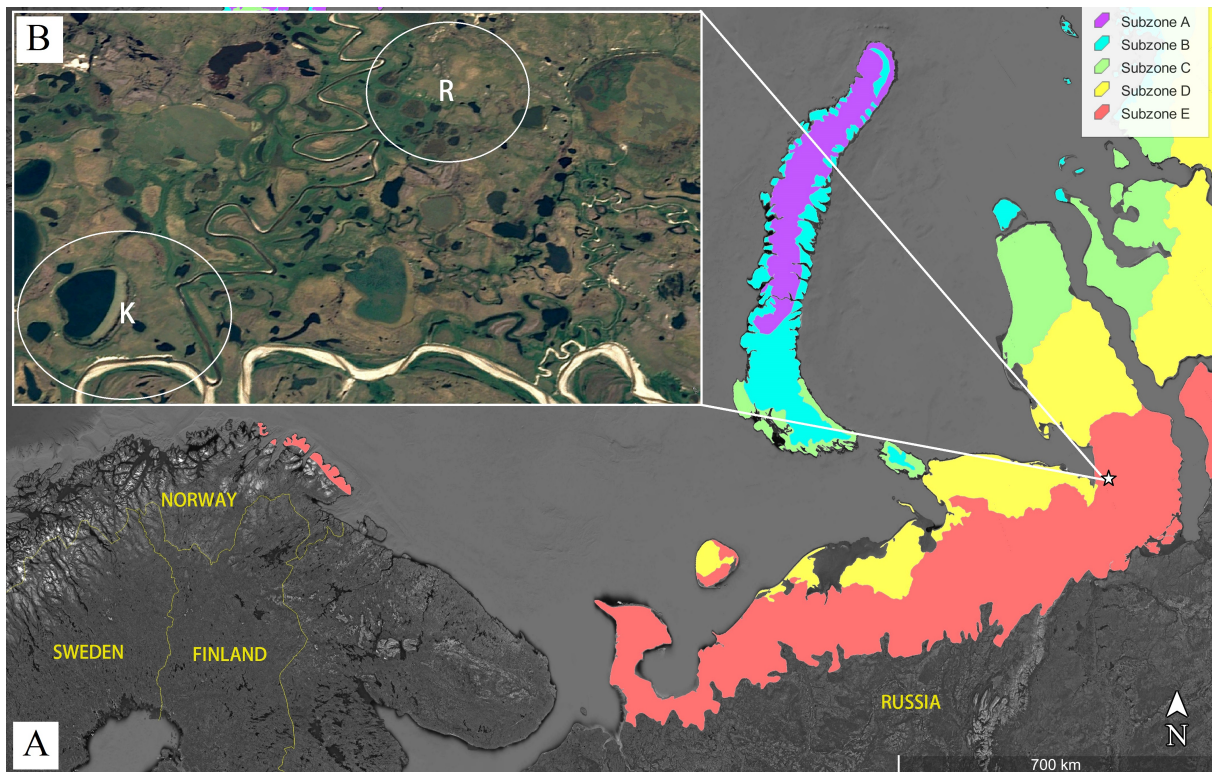 B
R
K
Subzone A
Subzone B
Subzone C
Subzone D
Subzone E
NORWAY
SWEDEN
FINLAND
RUSSIA
A
N
700 km